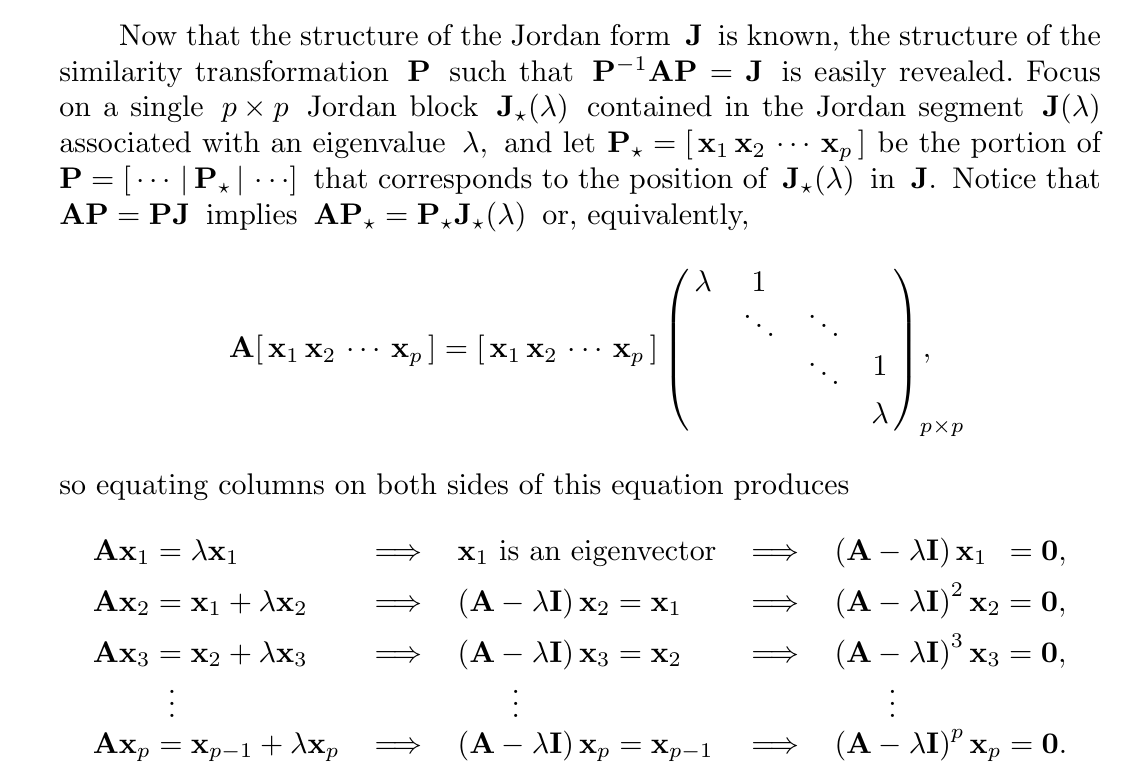 Now that the structure of the Jordan form J is known, the structure of the
similarity transformation P such that P⁻¹AP = J is easily revealed. Focus
on a single p × p Jordan block J⋆(λ) contained in the Jordan segment J(λ)
associated with an eigenvalue λ, and let P⋆ = [ x₁ x₂ ··· xₚ ] be the portion of
P = [ ··· | P⋆ | ··· ] that corresponds to the position of J⋆(λ) in J. Notice that
AP = PJ implies AP⋆ = P⋆J⋆(λ) or, equivalently,
λ 1
⋱ ⋱
A[ x₁ x₂ ··· xₚ ] = [ x₁ x₂ ··· xₚ ] ( ) ,
⋱ 1
λ
p×p
so equating columns on both sides of this equation produces
Ax₁ = λx₁ ⟹ x₁ is an eigenvector ⟹ (A − λI) x₁ = 0,
Ax₂ = x₁ + λx₂ ⟹ (A − λI) x₂ = x₁ ⟹ (A − λI)² x₂ = 0,
Ax₃ = x₂ + λx₃ ⟹ (A − λI) x₃ = x₂ ⟹ (A − λI)³ x₃ = 0,
⋮ ⋮ ⋮
Axₚ = xₚ₋₁ + λxₚ ⟹ (A − λI) xₚ = xₚ₋₁ ⟹ (A − λI)ᵖ xₚ = 0.